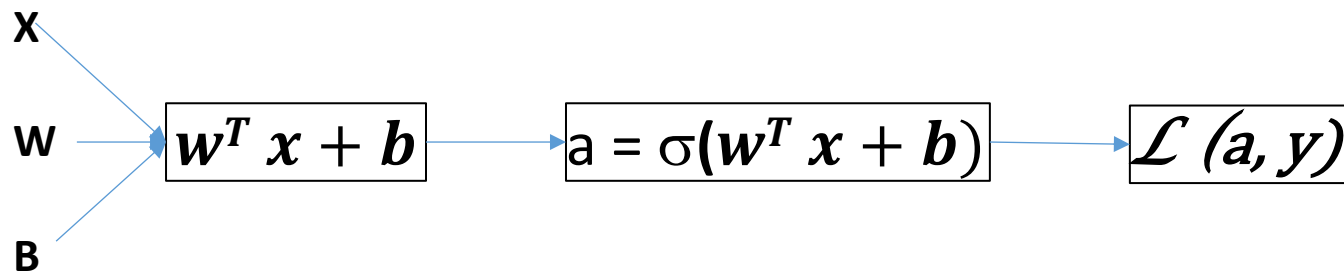 X
W
B
w^T x + b
a = σ(w^T x + b)
ℒ (a, y)